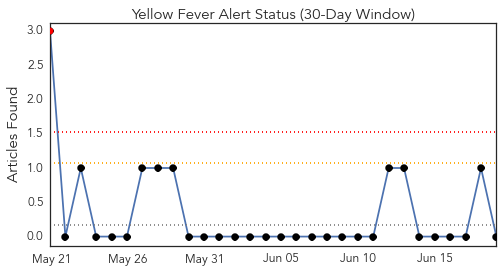 Yellow Fever Alert Status (30-Day Window)
Articles Found
3.0
2.5
2.0
1.5
1.0
0.5
0.0
May 21 May 26 May 31 Jun 05 Jun 10 Jun 15